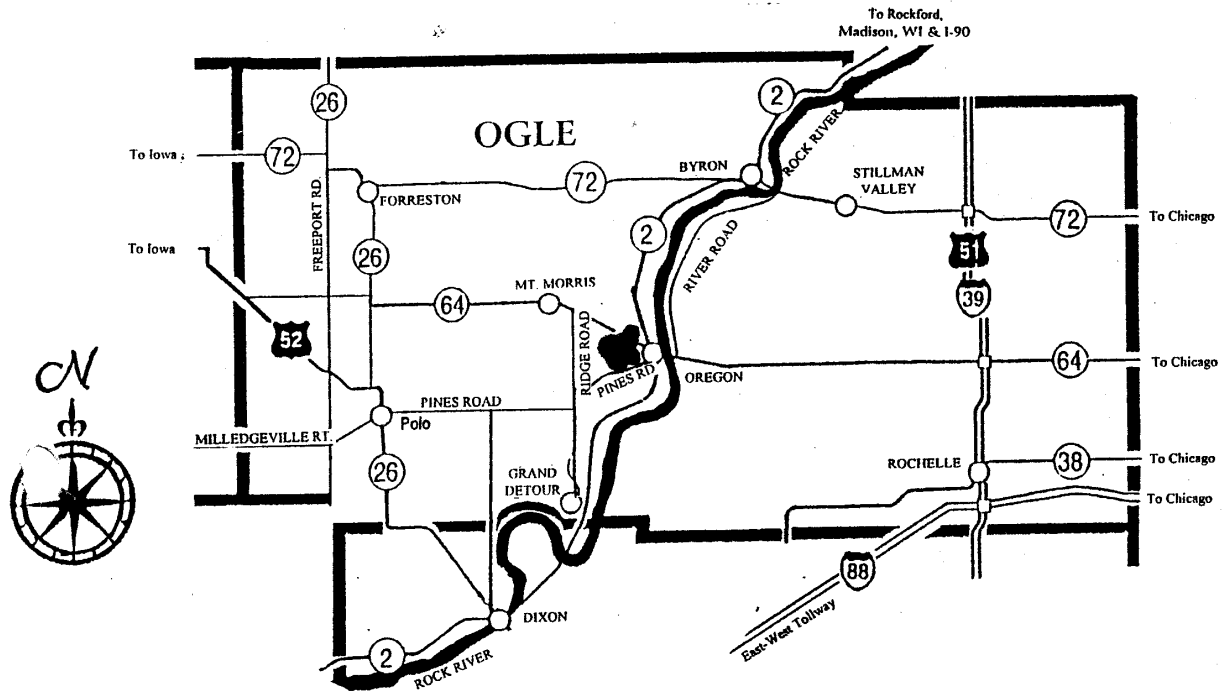 To Rockford,
Madison, WI & I-90
2
26
OGLE
ROCK RIVER
To Iowa
72
BYRON
STILLMAN
VALLEY
72
FORRESTON
72
To Chicago
FREEPORT RD.
2
To Iowa
26
RIVER ROAD
51
MT. MORRIS
39
64
52
RIDGE ROAD
N
PINES RD
OREGON
64
To Chicago
PINES ROAD
Polo
MILLEDGEVILLE RT.
26
GRAND
DETOUR
ROCHELLE
38
To Chicago
To Chicago
88
East-West Tollway
DIXON
2
ROCK RIVER